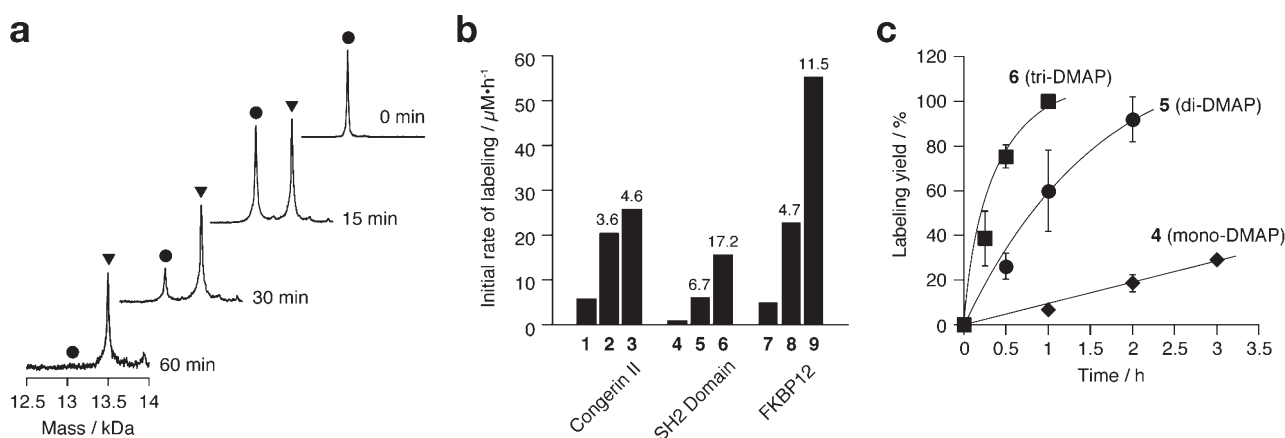 a
0 min
15 min
30 min
60 min
12.5 13 13.5 14
Mass / kDa
b
Initial rate of labeling / µM•h⁻¹
60
50
40
30
20
10
0
3.6
4.6
6.7
17.2
4.7
11.5
1 2 3 4 5 6 7 8 9
Congerin II
SH2 Domain
FKBP12
c
Labeling yield / %
120
100
80
60
40
20
0
6 (tri-DMAP)
5 (di-DMAP)
4 (mono-DMAP)
0 0.5 1 1.5 2 2.5 3 3.5
Time / h